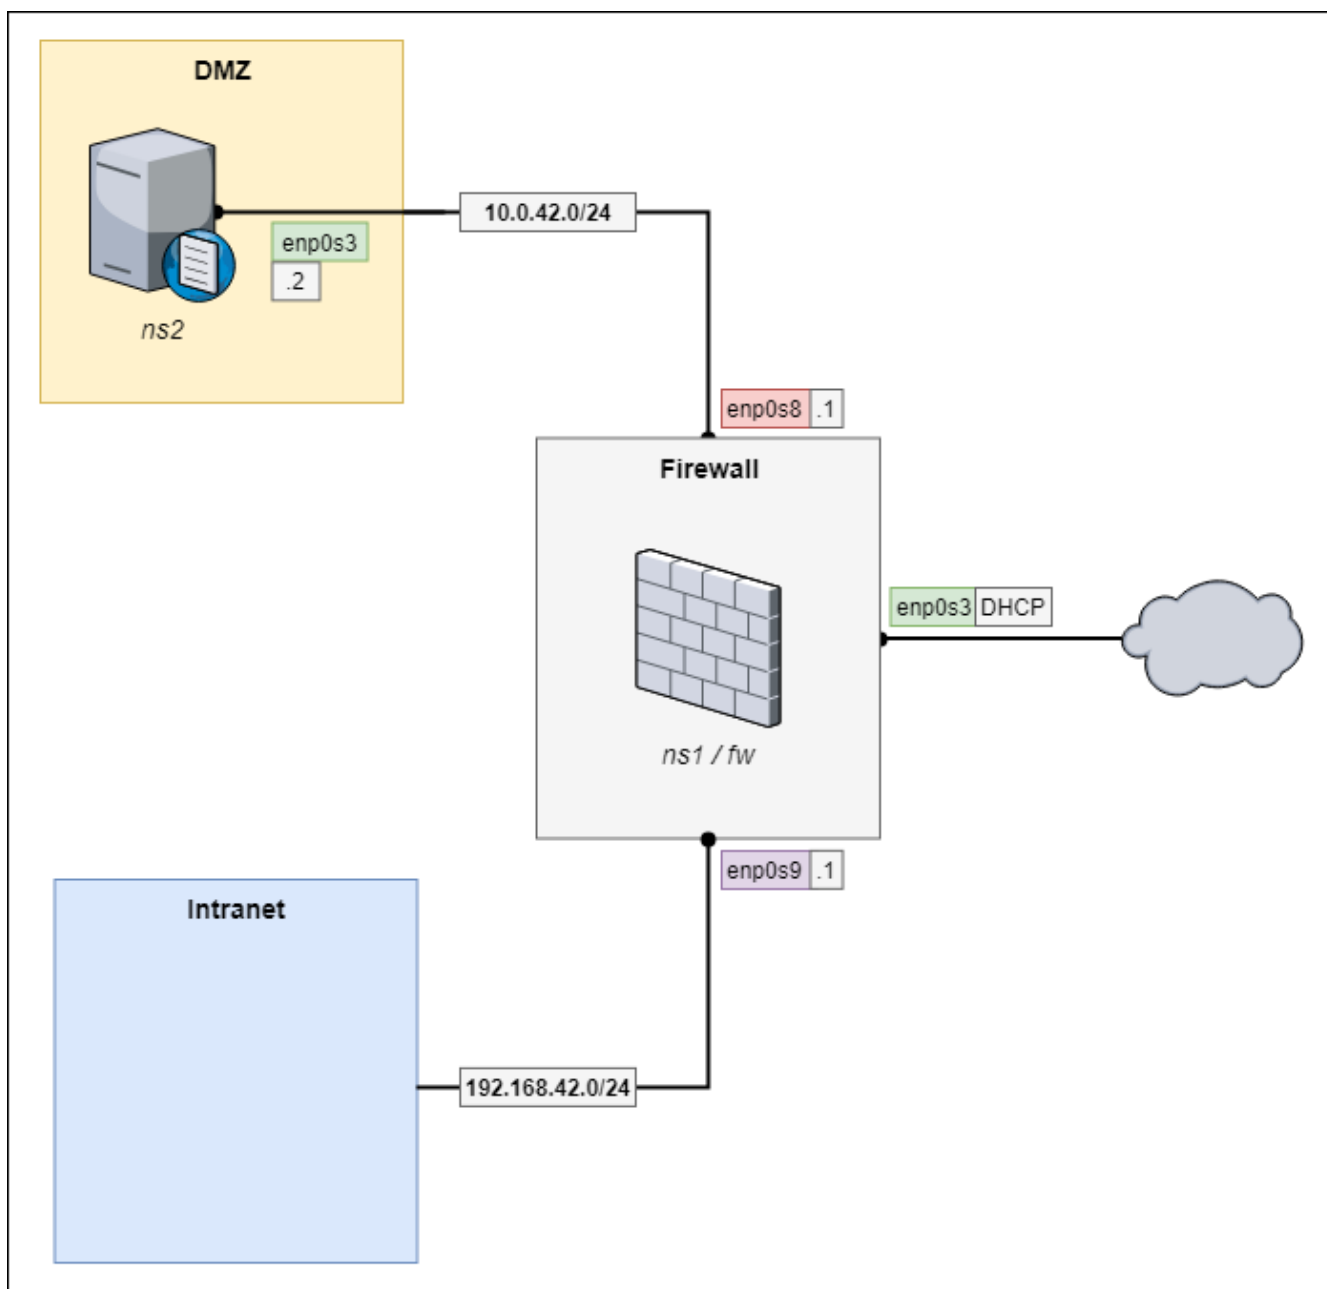 DMZ
10.0.42.0/24
enp0s3
.2
ns2
enp0s8 .1
Firewall
enp0s3 DHCP
ns1 / fw
enp0s9 .1
Intranet
192.168.42.0/24